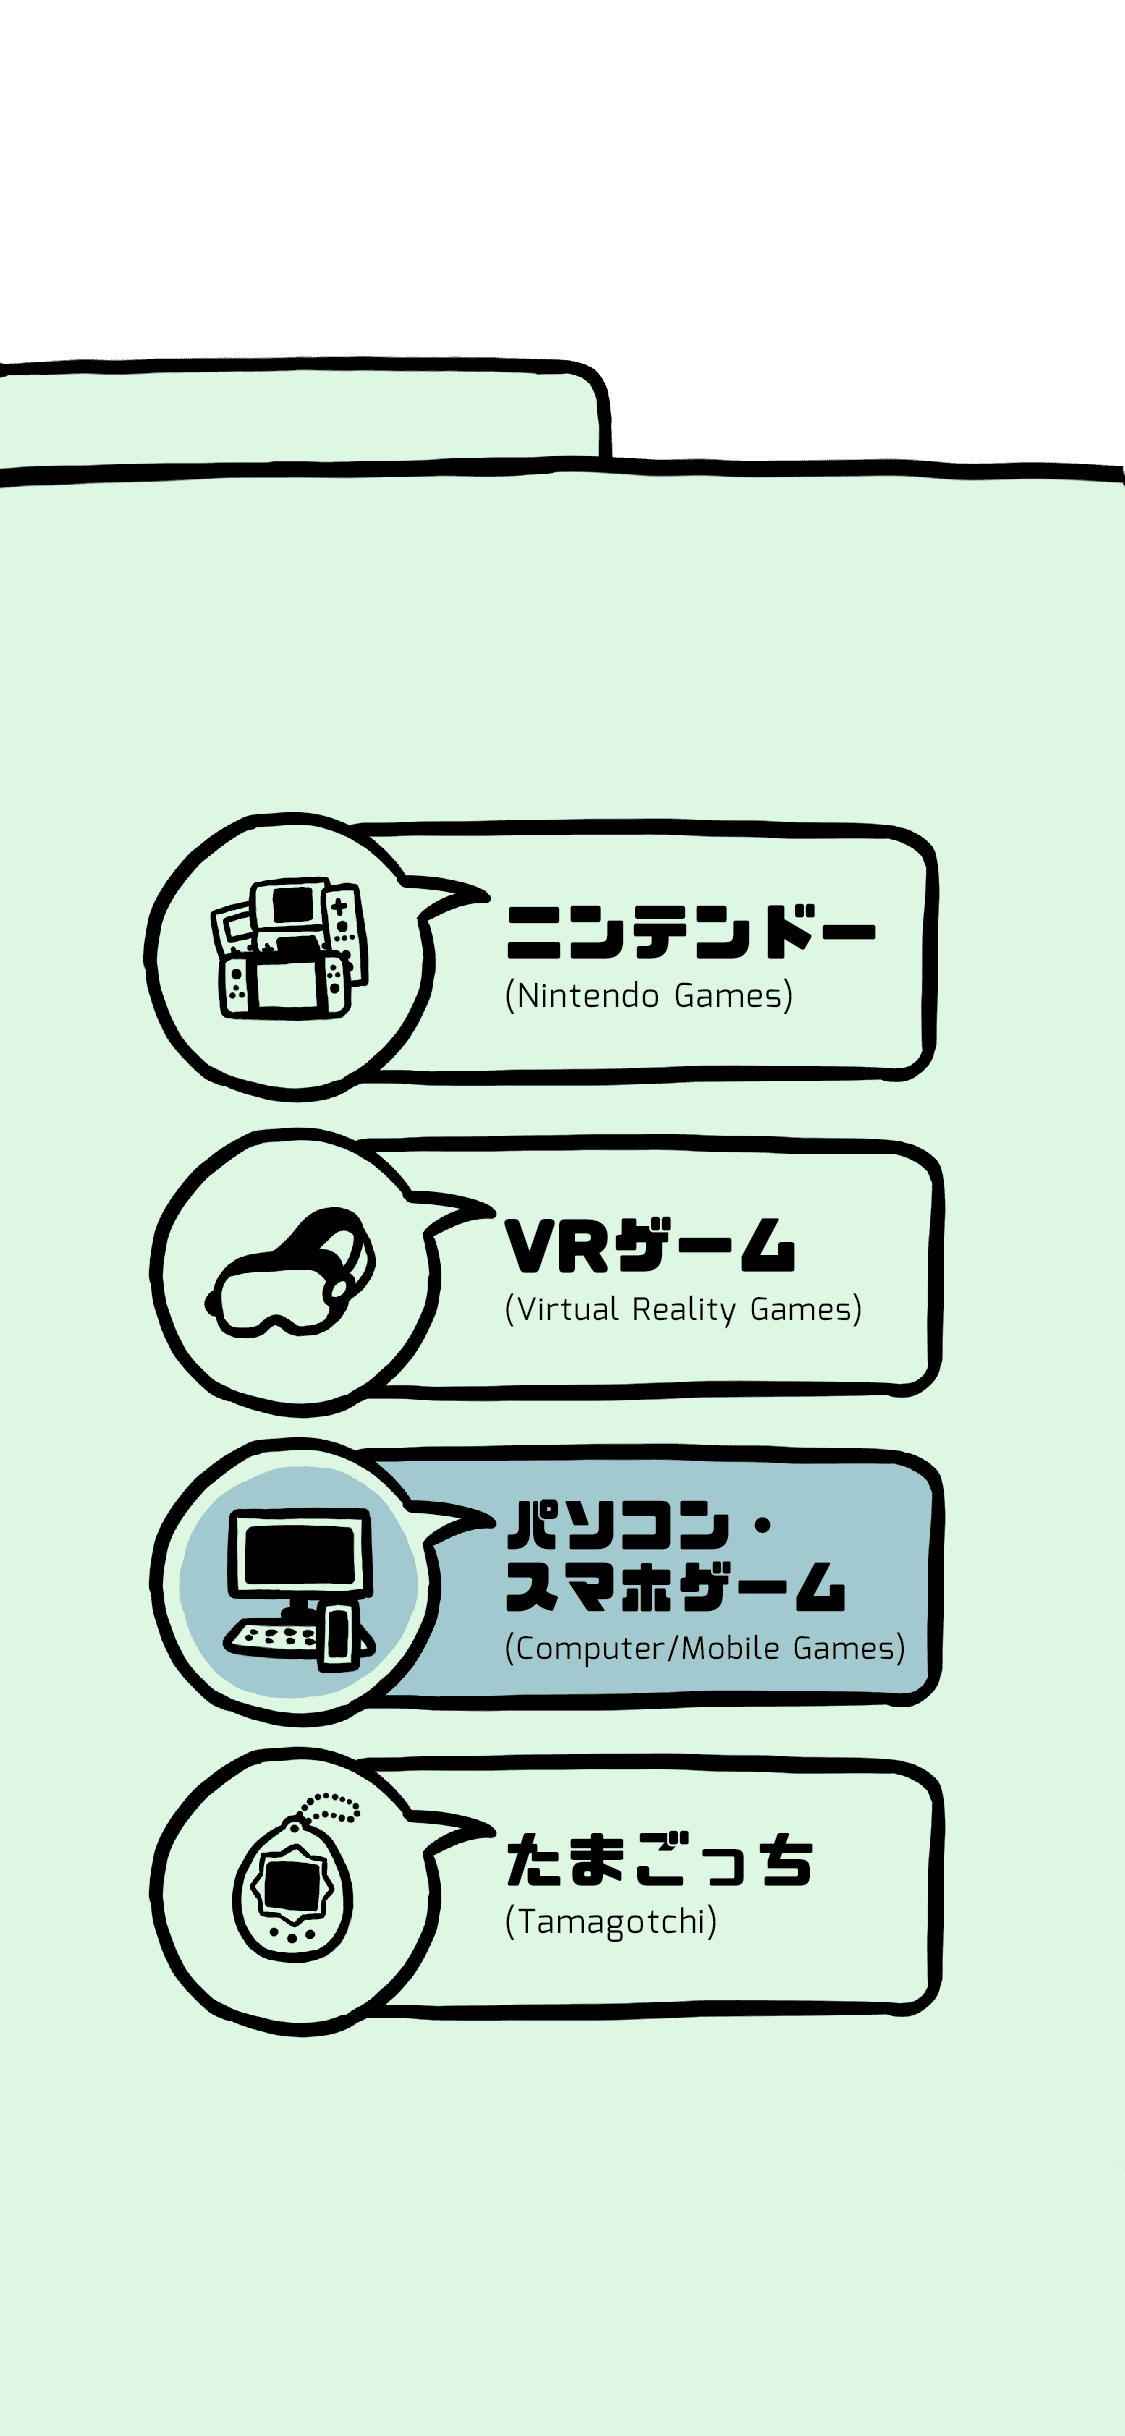 ニンテンドー
(Nintendo Games)
VRゲーム
(Virtual Reality Games)
パソコン・
スマホゲーム
(Computer/Mobile Games)
たまごっち
(Tamagotchi)